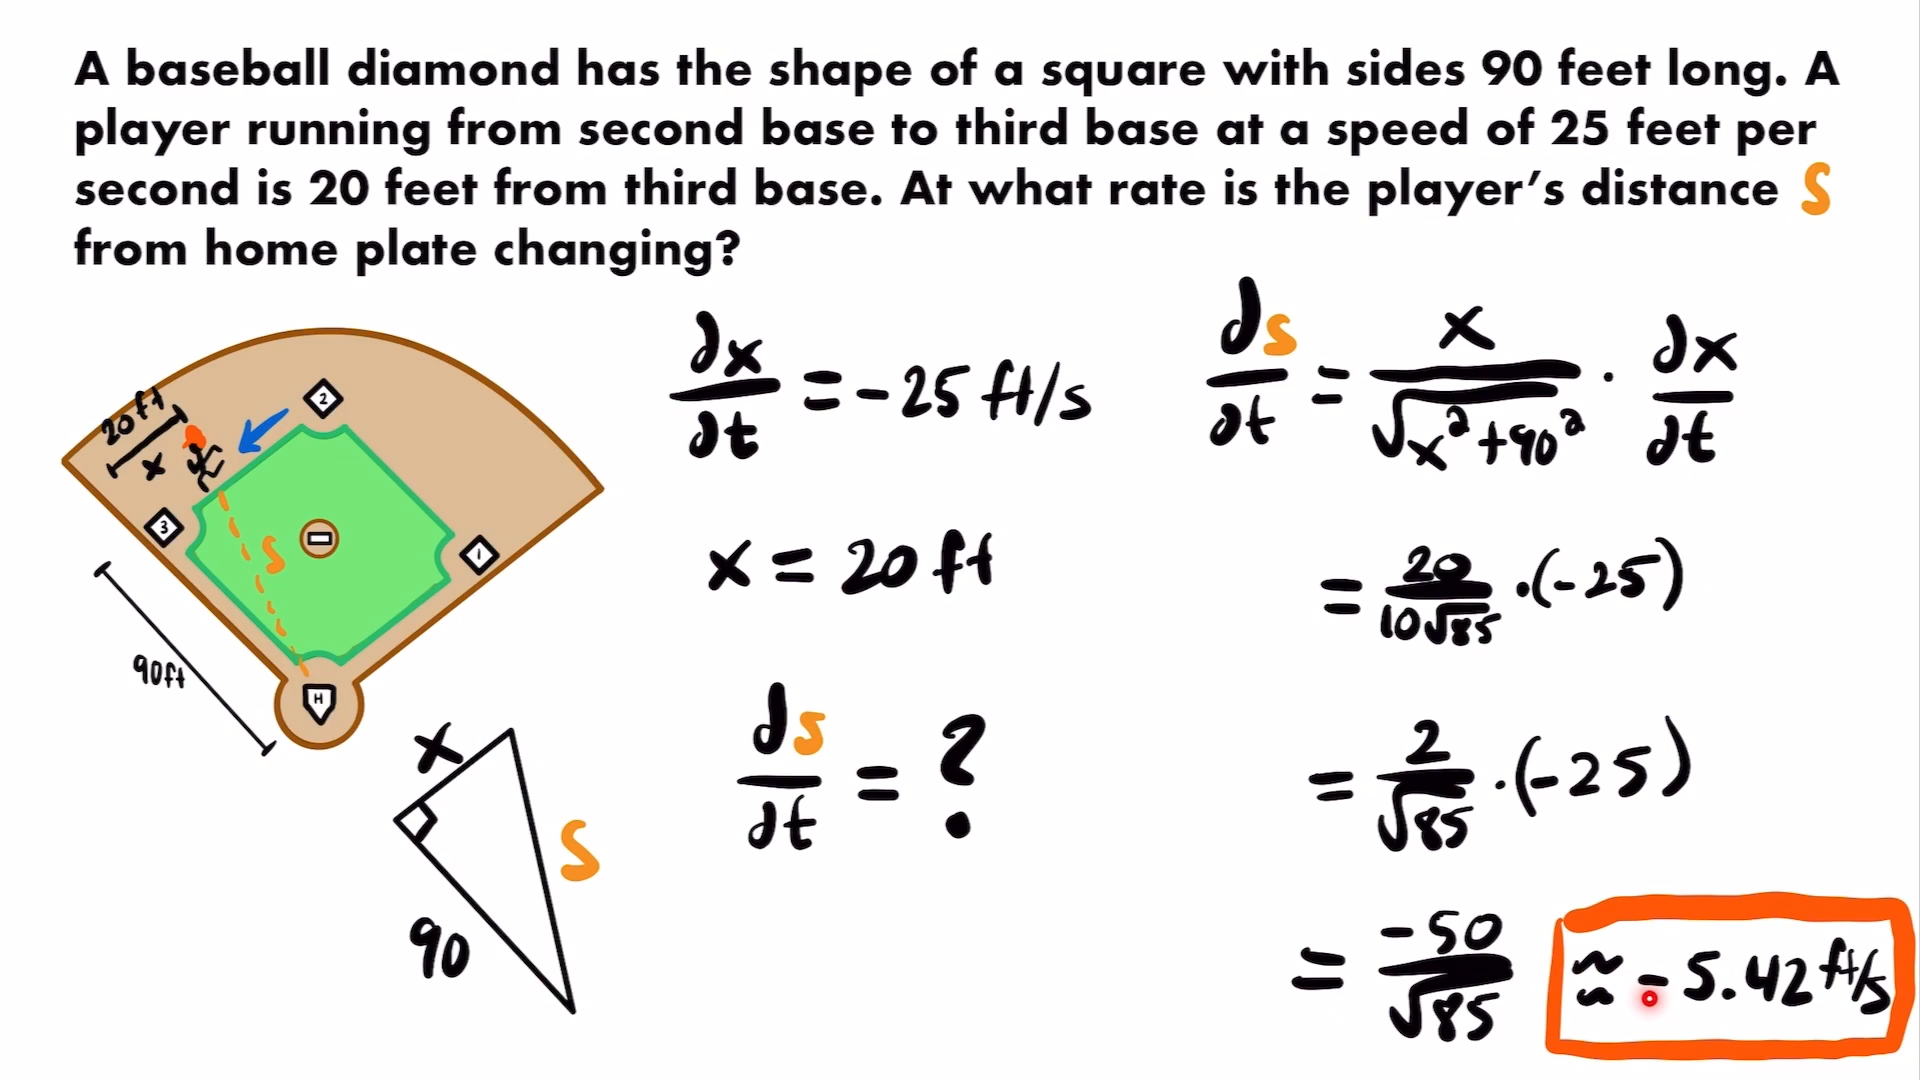 A baseball diamond has the shape of a square with sides 90 feet long. A
player running from second base to third base at a speed of 25 feet per
second is 20 feet from third base. At what rate is the player’s distance S
from home plate changing?
20ft
x
2
3
1
S
H
90ft
x
S
90
dx/dt = -25 ft/s
x = 20 ft
ds/dt = ?
ds/dt = x/√(x²+90²) · dx/dt
= 20/(10√85) · (-25)
= 2/√85 · (-25)
= -50/√85 ≈ -5.42 ft/s